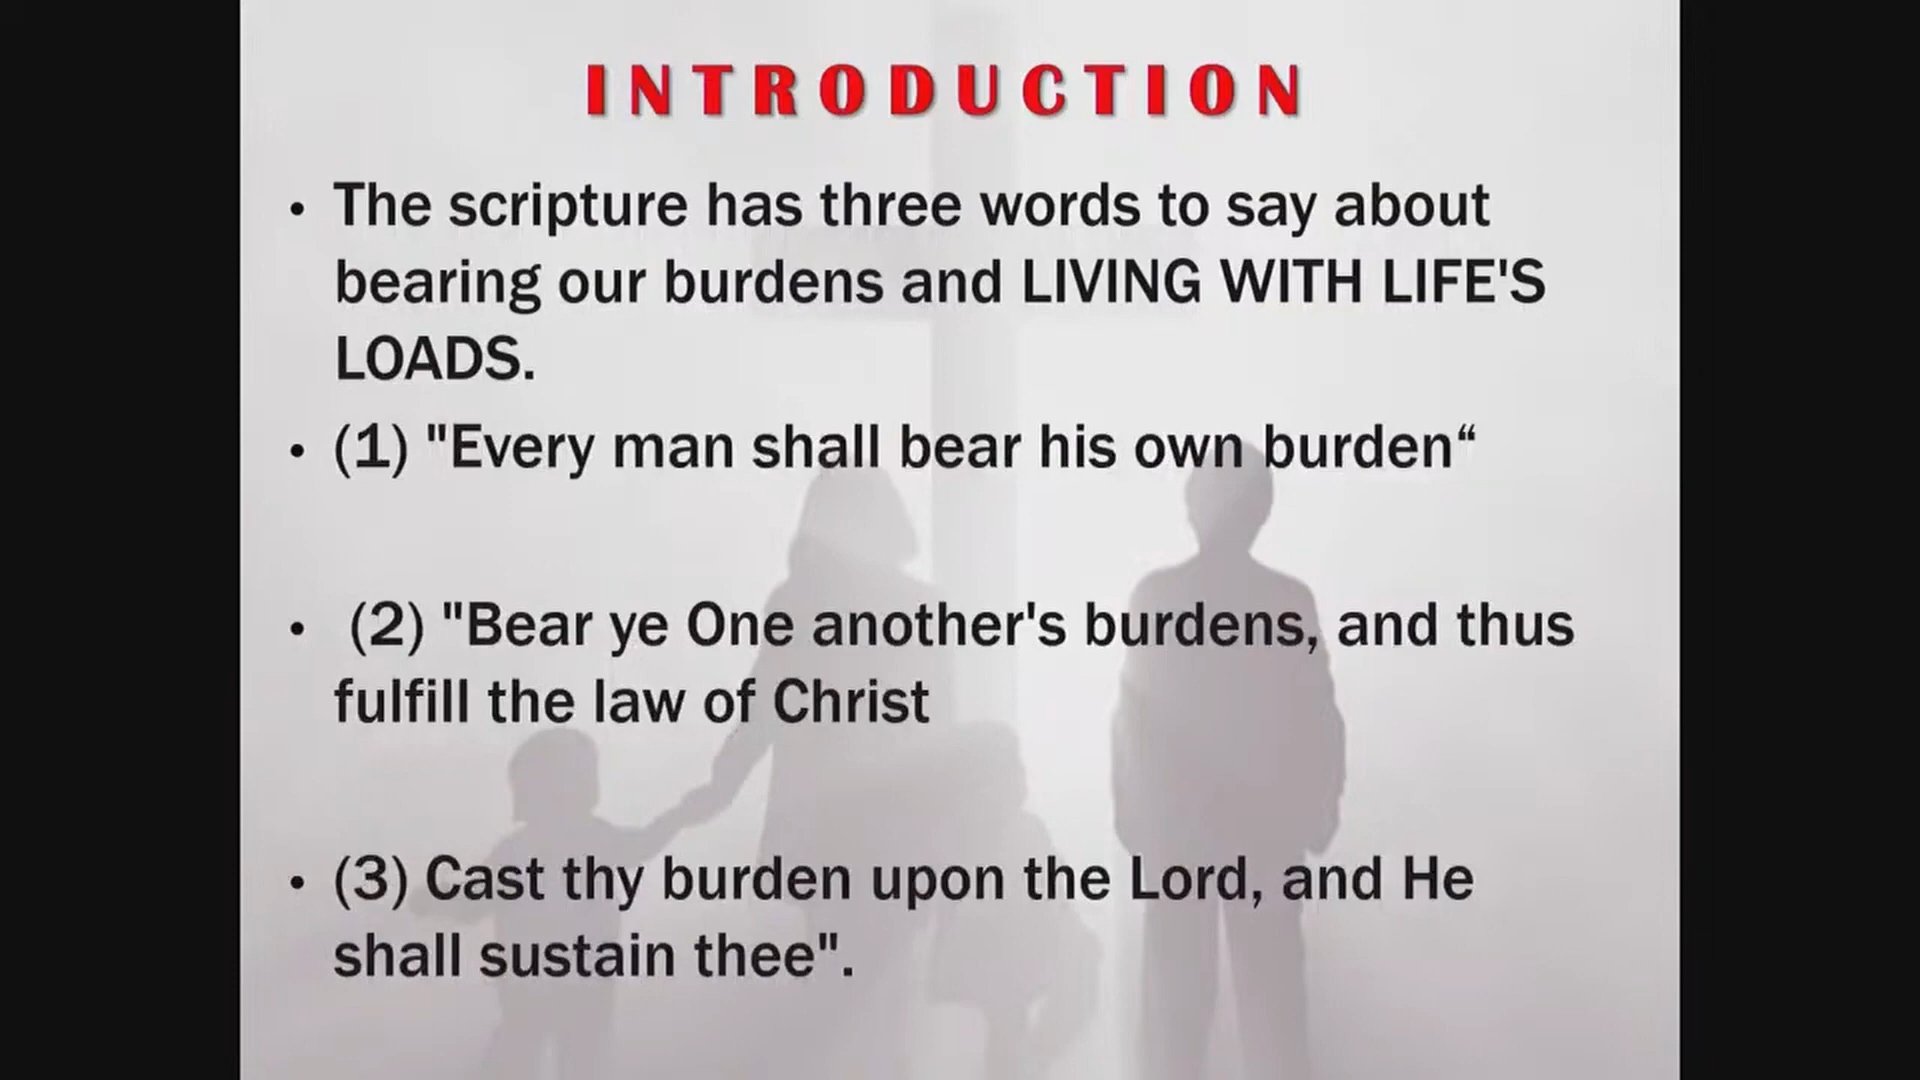 INTRODUCTION
• The scripture has three words to say about
bearing our burdens and LIVING WITH LIFE'S
LOADS.
• (1) "Every man shall bear his own burden“
• (2) "Bear ye One another's burdens, and thus
fulfill the law of Christ
• (3) Cast thy burden upon the Lord, and He
shall sustain thee".